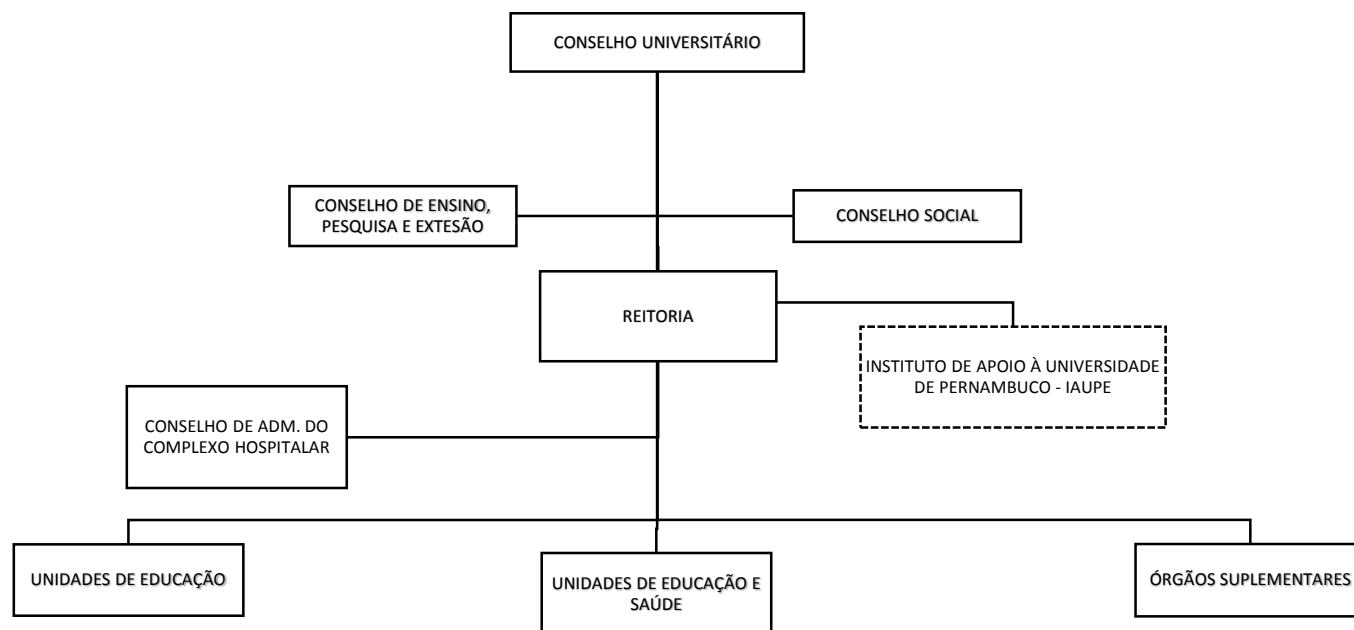 CONSELHO UNIVERSITÁRIO
CONSELHO DE ENSINO,
PESQUISA E EXTESÃO
CONSELHO SOCIAL
REITORIA
INSTITUTO DE APOIO À UNIVERSIDADE
DE PERNAMBUCO - IAUPE
CONSELHO DE ADM. DO
COMPLEXO HOSPITALAR
UNIDADES DE EDUCAÇÃO
UNIDADES DE EDUCAÇÃO E
SAÚDE
ÓRGÃOS SUPLEMENTARES